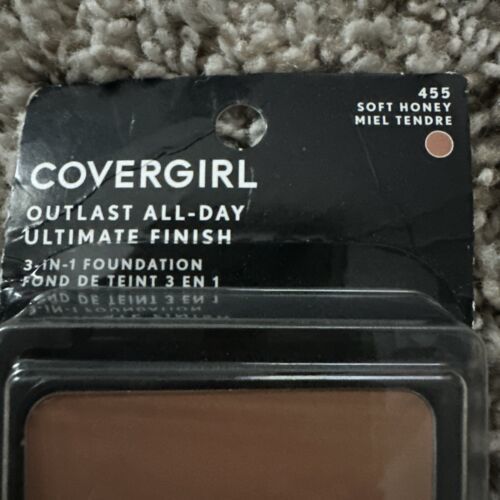 455
SOFT HONEY
MIEL TENDRE
COVERGIRL
OUTLAST ALL-DAY
ULTIMATE FINISH
3-IN-1 FOUNDATION
FOND DE TEINT 3 EN 1